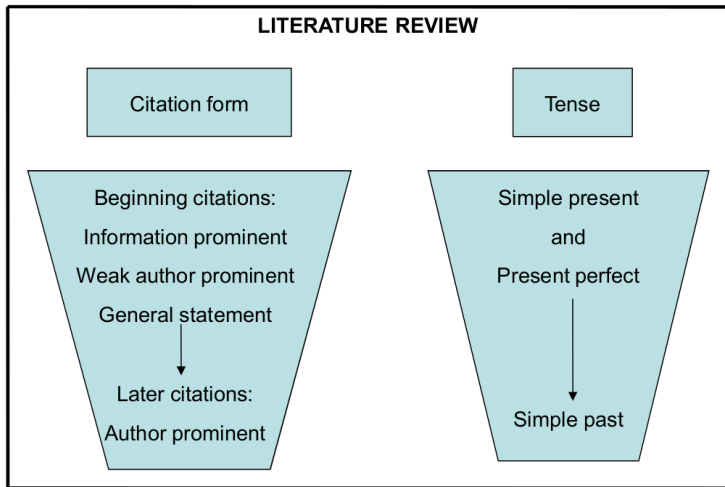 LITERATURE REVIEW
Citation form
Tense
Beginning citations:
Information prominent
Weak author prominent
General statement
Later citations:
Author prominent
Simple present
and
Present perfect
Simple past